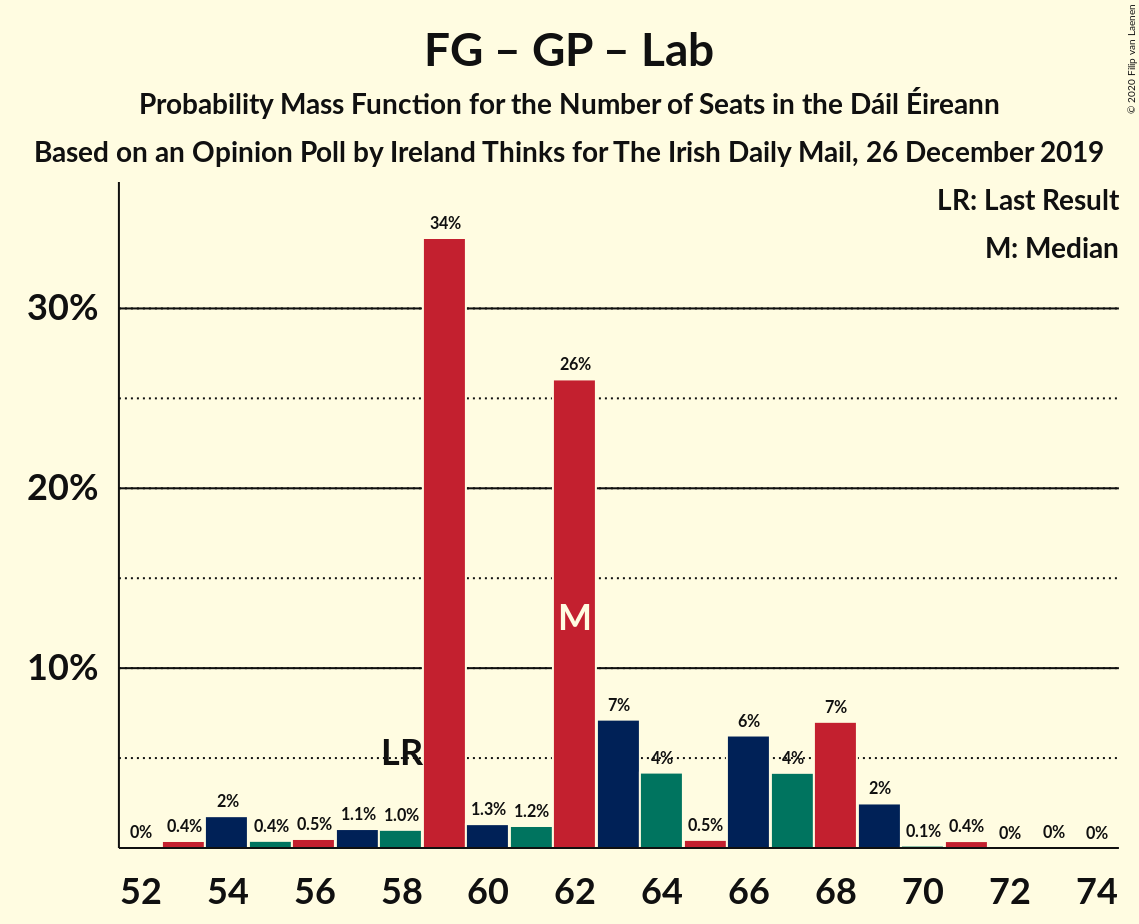 FG – GP – Lab
Probability Mass Function for the Number of Seats in the Dáil Éireann
Based on an Opinion Poll by Ireland Thinks for The Irish Daily Mail, 26 December 2019
© 2020 Filip van Laenen
LR: Last Result
M: Median
30%
20%
10%
0% 0.4% 2% 0.4% 0.5% 1.1% 1.0% 34% 1.3% 1.2% 26% 7% 4% 0.5% 6% 4% 7% 2% 0.1% 0.4% 0% 0% 0%
LR
M
52 54 56 58 60 62 64 66 68 70 72 74